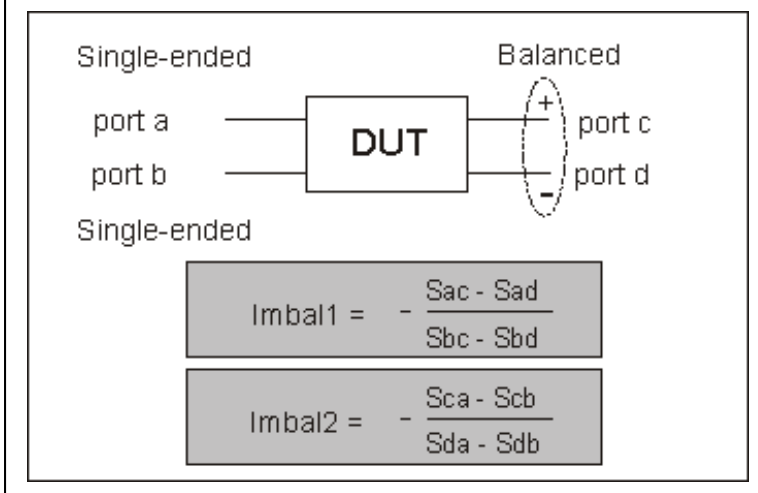 Single-ended Balanced
port a DUT + port c
port b - port d
Single-ended
Imbal1 = - Sac - Sad
Sbc - Sbd
Imbal2 = - Sca - Scb
Sda - Sdb